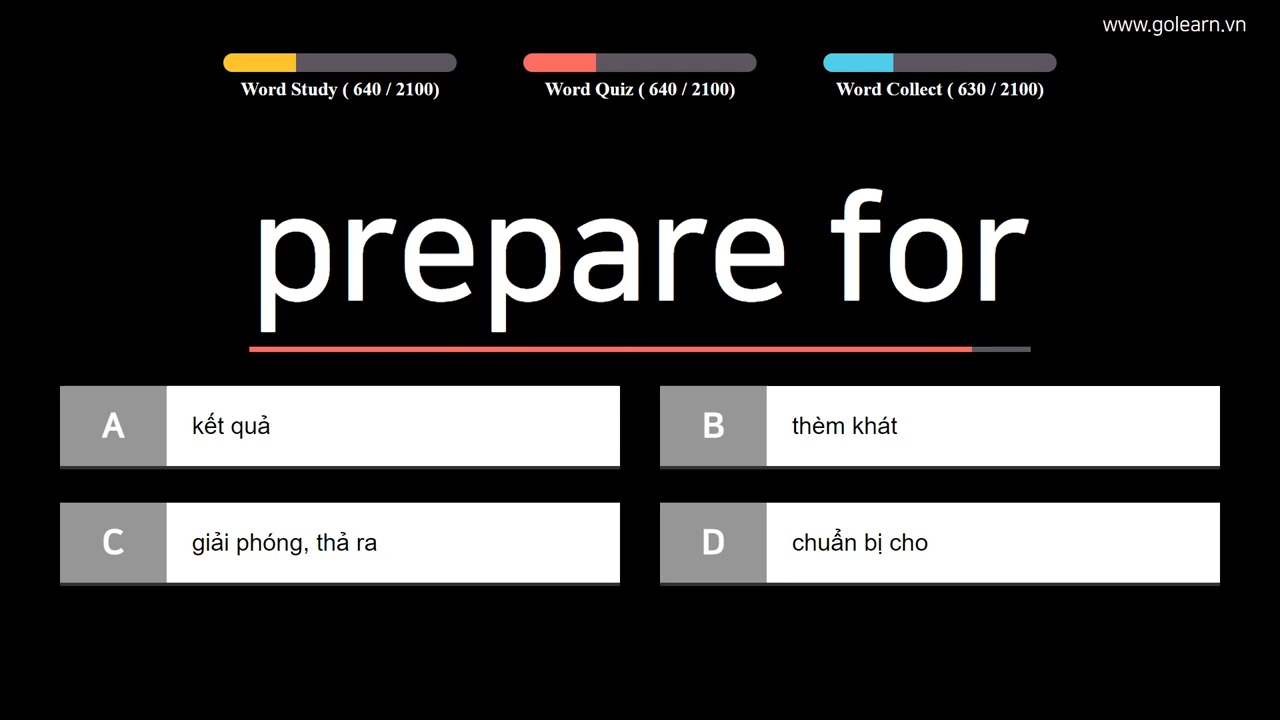 www.golearn.vn
Word Study ( 640 / 2100)
Word Quiz ( 640 / 2100)
Word Collect ( 630 / 2100)
prepare for
A
kết quả
B
thèm khát
C
giải phóng, thả ra
D
chuẩn bị cho